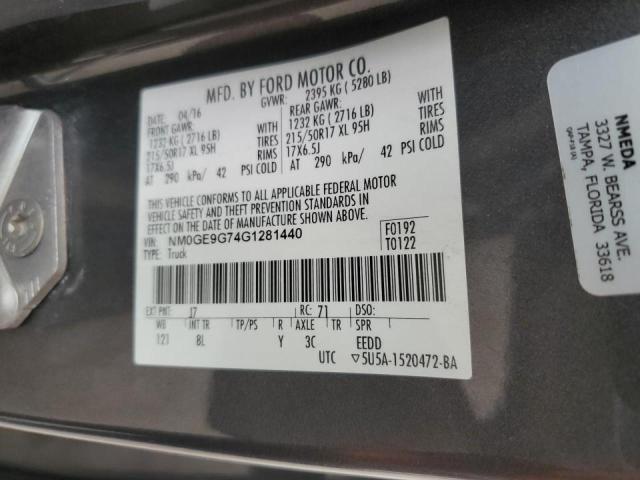 MFD. BY FORD MOTOR CO.
GVWR: 2395 KG ( 5280 LB)
DATE: 04/16
FRONT GAWR: REAR GAWR:
1232 KG ( 2716 LB) WITH 1232 KG ( 2716 LB) WITH
215/50R17 XL 95H TIRES 215/50R17 XL 95H TIRES
17X6.5J RIMS 17X6.5J RIMS
AT 290 kPa/ 42 PSI COLD AT 290 kPa/ 42 PSI COLD
THIS VEHICLE CONFORMS TO ALL APPLICABLE FEDERAL MOTOR
VEHICLE SAFETY AND THEFT PREVENTION STANDARDS IN
EFFECT ON THE DATE OF MANUFACTURE SHOWN ABOVE.
VIN: NM0GE9G74G1281440 F0192
TYPE: Truck T0122
EXT PNT: J7 RC: 71 DSO:
WB INT TR TP/PS R AXLE TR SPR
121 8L Y 3C EEDD
UTC ▽5U5A-1520472-BA
NMEDA
3327 W. BEARSS AVE.
TAMPA, FLORIDA 33618